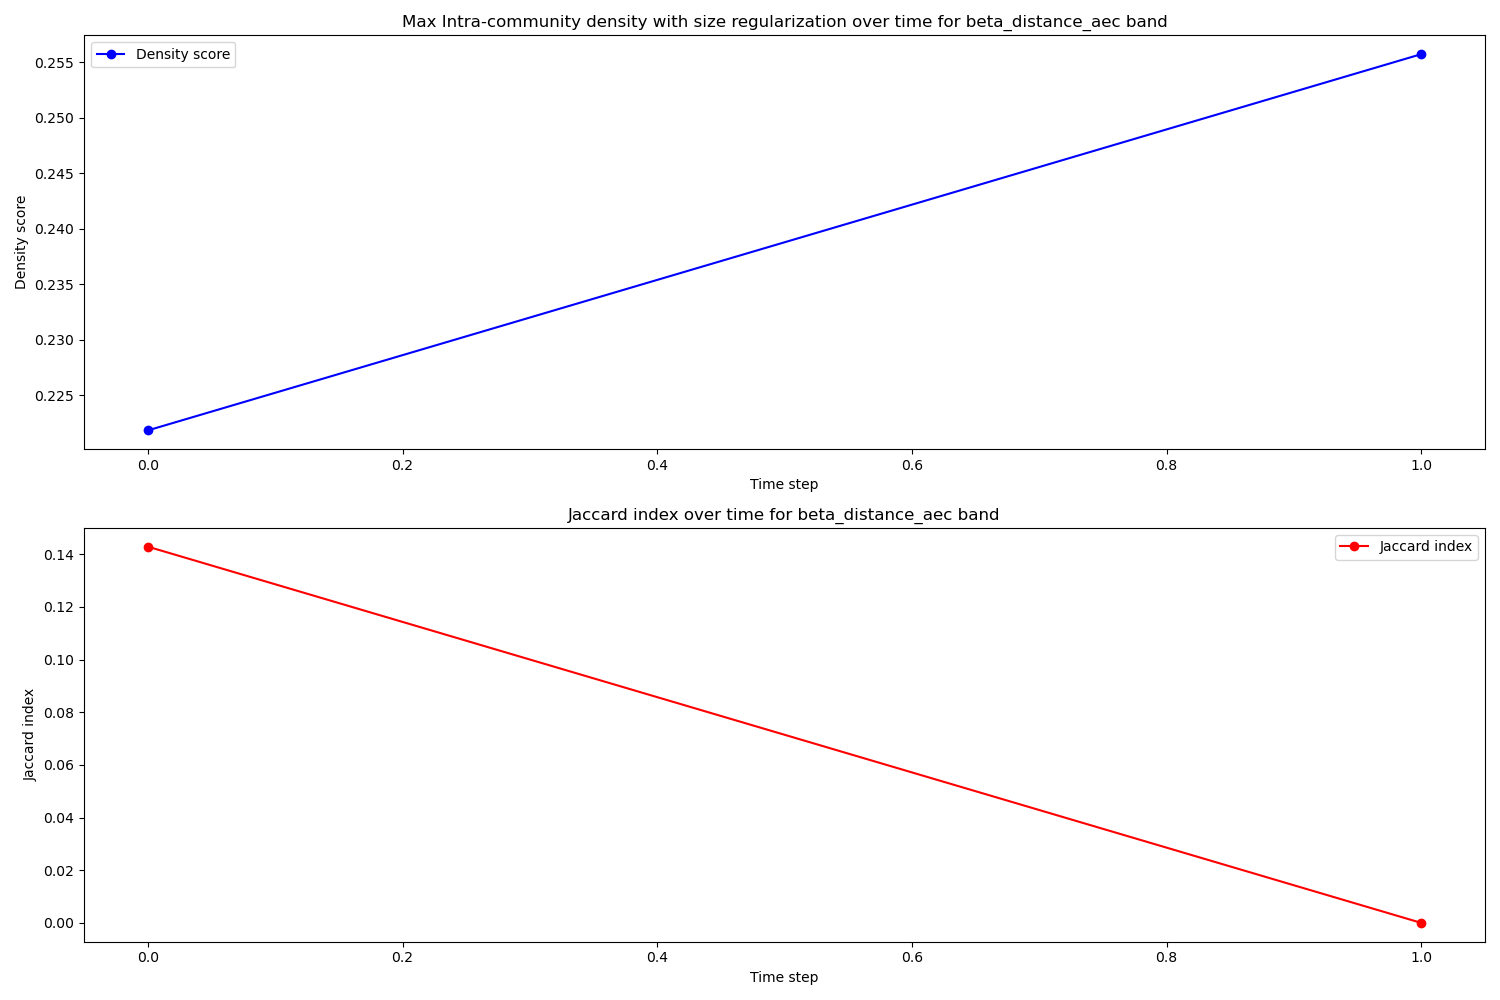 Max Intra-community density with size regularization over time for beta_distance_aec band
Density score
0.255
0.250
0.245
0.240
0.235
0.230
0.225
Density score
0.0 0.2 0.4 0.6 0.8 1.0
Time step
Jaccard index over time for beta_distance_aec band
Jaccard index
0.14
0.12
0.10
0.08
0.06
0.04
0.02
0.00
Jaccard index
0.0 0.2 0.4 0.6 0.8 1.0
Time step